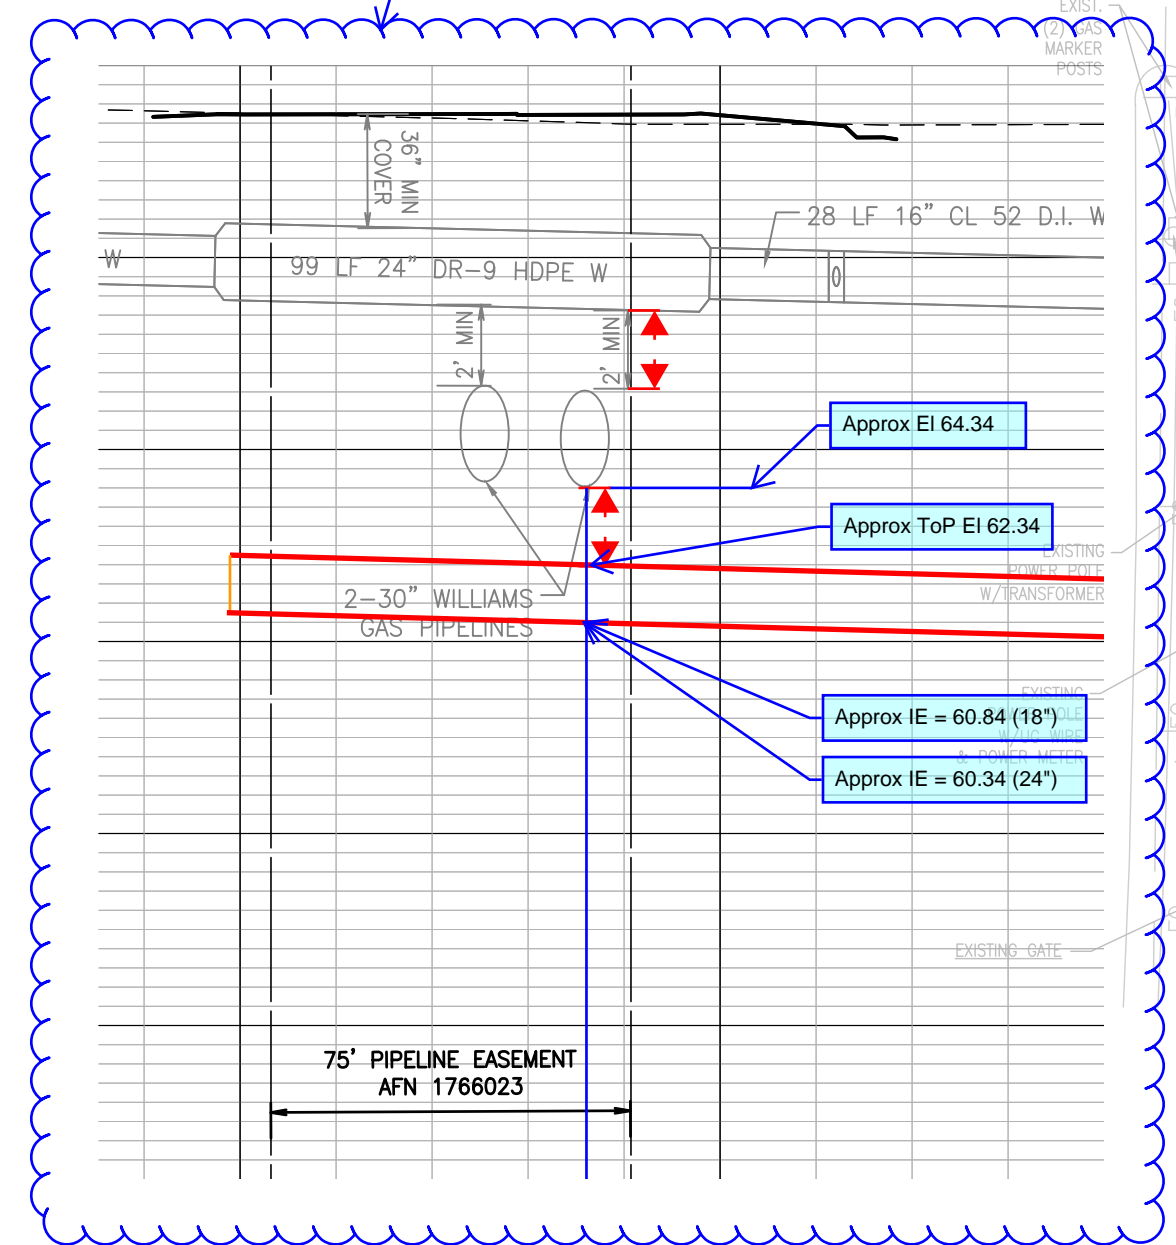 EXIST.
(2) GAS
MARKER
POSTS
36" MIN
COVER
28 LF 16" CL 52 D.I. W
W
99 LF 24" DR-9 HDPE W
2' MIN
2' MIN
Approx El 64.34
Approx ToP El 62.34
EXISTING
POWER POLE
W/TRANSFORMER
2-30" WILLIAMS
GAS PIPELINES
EXISTING
POWER POLE
W/UG WIRE
& POWER METER
Approx IE = 60.84 (18")
Approx IE = 60.34 (24")
EXISTING GATE
75' PIPELINE EASEMENT
AFN 1766023